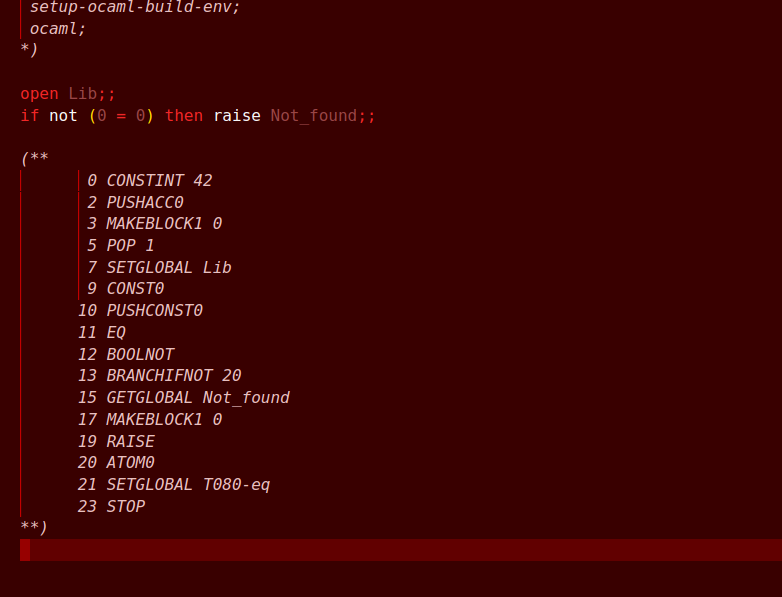 setup-ocaml-build-env;
ocaml;
*)
open Lib;;
if not (0 = 0) then raise Not_found;;
(**
0 CONSTINT 42
2 PUSHACC0
3 MAKEBLOCK1 0
5 POP 1
7 SETGLOBAL Lib
9 CONST0
10 PUSHCONST0
11 EQ
12 BOOLNOT
13 BRANCHIFNOT 20
15 GETGLOBAL Not_found
17 MAKEBLOCK1 0
19 RAISE
20 ATOM0
21 SETGLOBAL T080-eq
23 STOP
**)